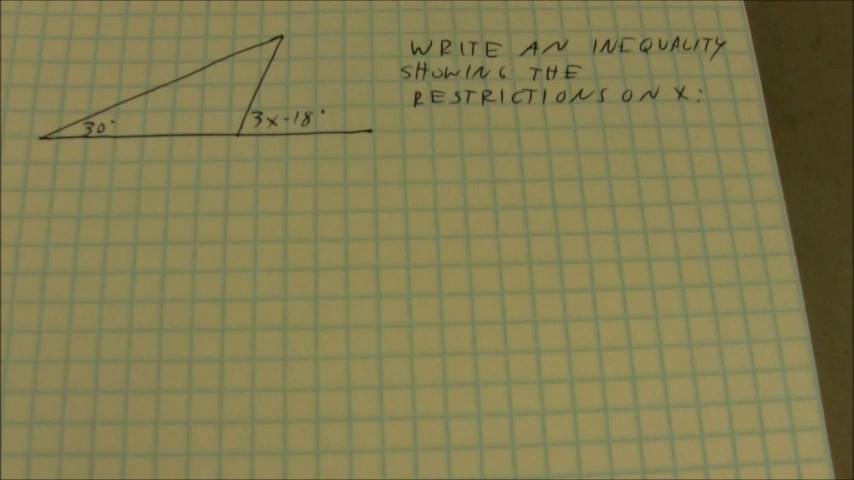 WRITE AN INEQUALITY
SHOWING THE
RESTRICTIONS ON X:
30°
3x-18°